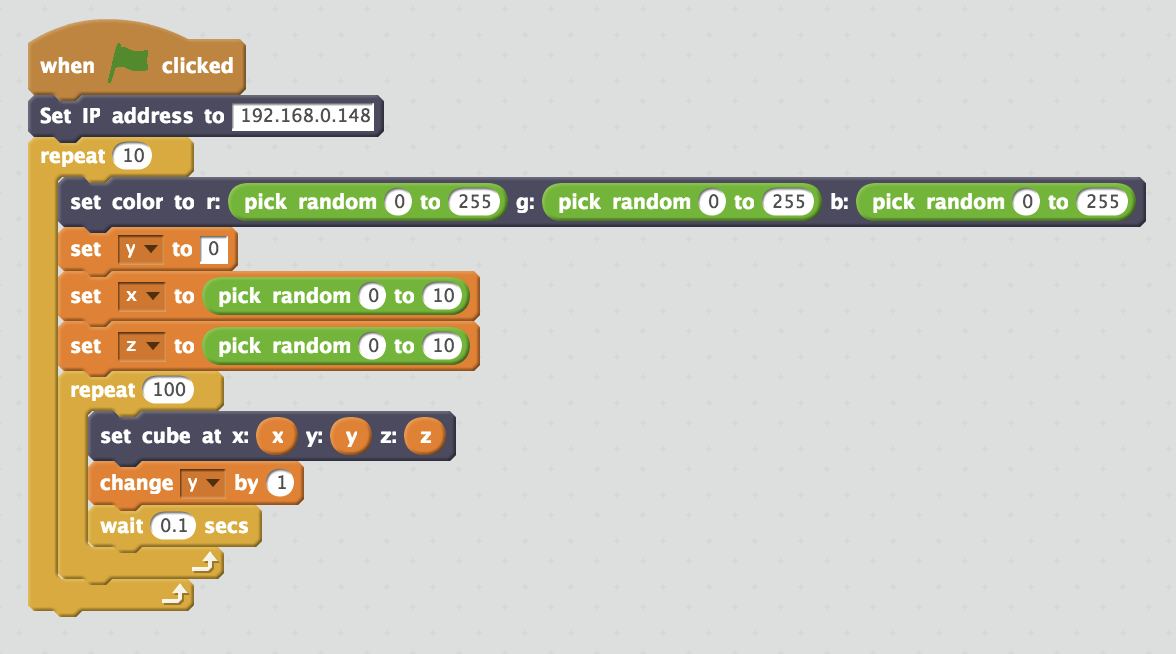 when clicked
Set IP address to 192.168.0.148
repeat 10
set color to r: pick random 0 to 255 g: pick random 0 to 255 b: pick random 0 to 255
set y to 0
set x to pick random 0 to 10
set z to pick random 0 to 10
repeat 100
set cube at x: x y: y z: z
change y by 1
wait 0.1 secs